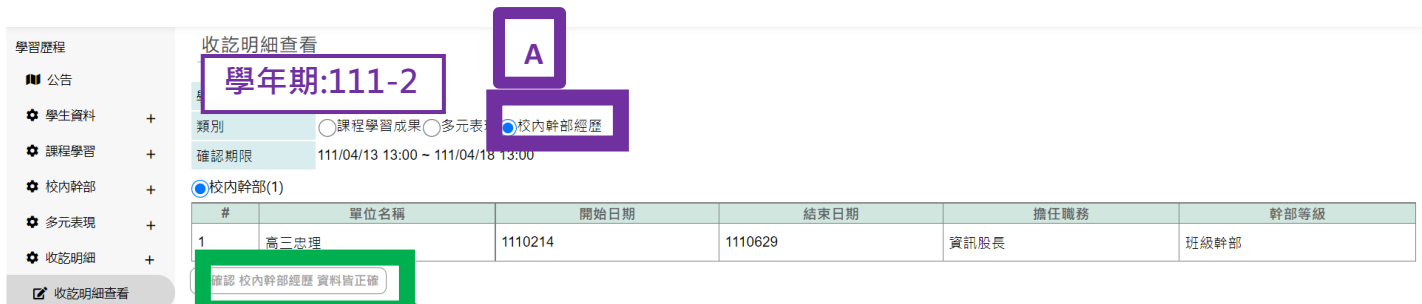 學習歷程
公告
學生資料 +
課程學習 +
校內幹部 +
多元表現 +
收訖明細 +
收訖明細查看
收訖明細查看
A
學年期:111-2
類別 課程學習成果 多元表現 校內幹部經歷
確認期限 111/04/13 13:00 ~ 111/04/18 13:00
校內幹部(1)
# 單位名稱 開始日期 結束日期 擔任職務 幹部等級
1 高三忠理 1110214 1110629 資訊股長 班級幹部
確認 校內幹部經歷 資料皆正確